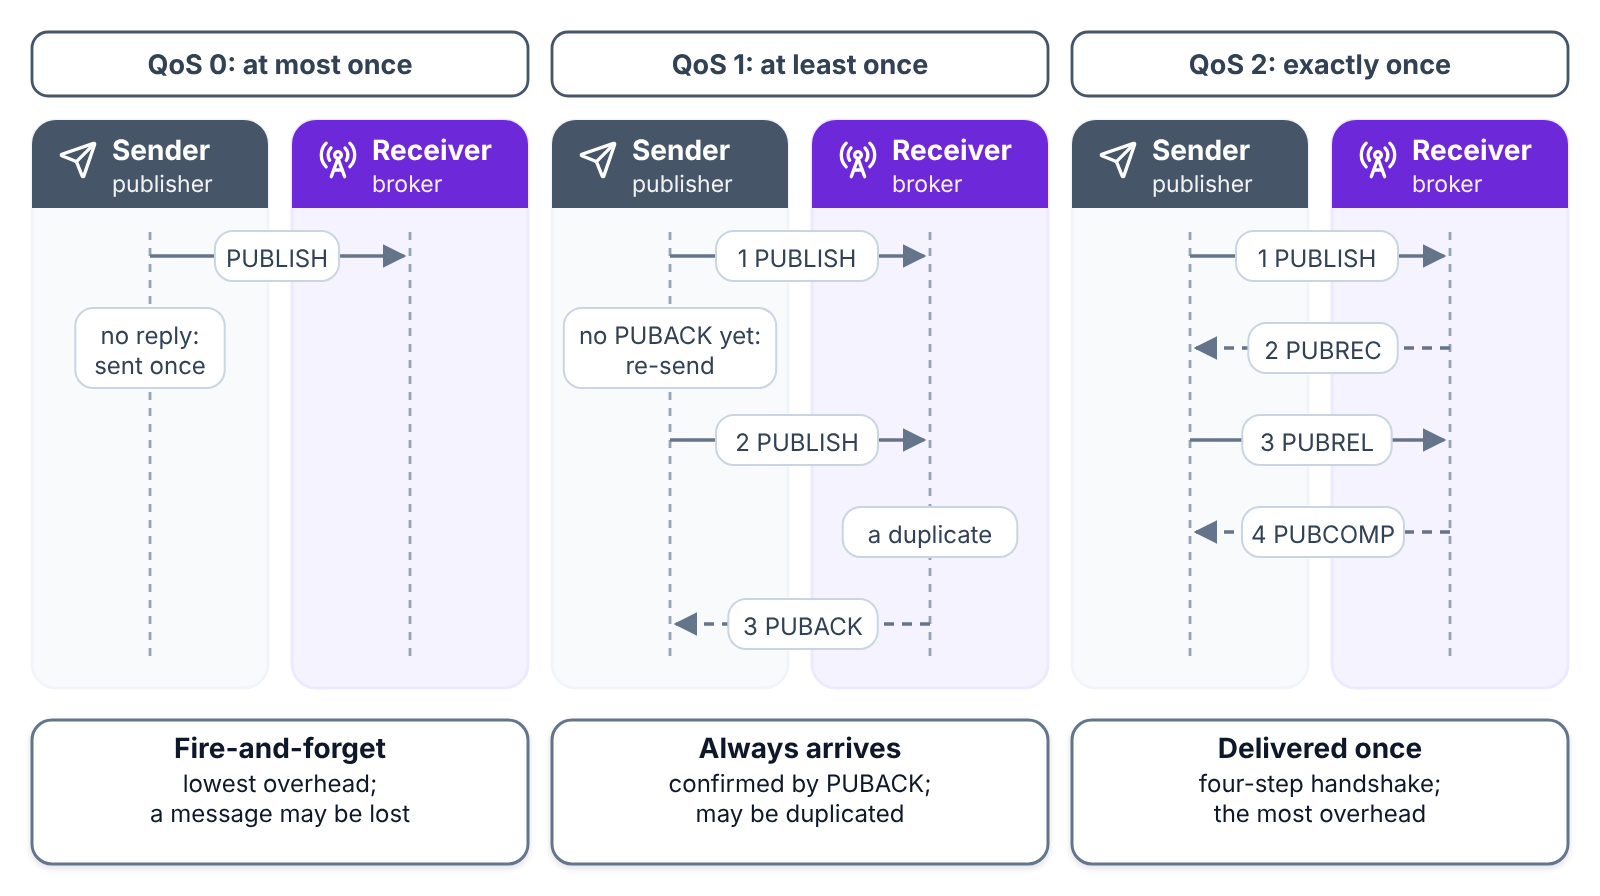 QoS 0: at most once
Sender
publisher
Receiver
broker
PUBLISH
no reply:
sent once
Fire-and-forget
lowest overhead;
a message may be lost
QoS 1: at least once
Sender
publisher
Receiver
broker
1 PUBLISH
no PUBACK yet:
re-send
2 PUBLISH
a duplicate
3 PUBACK
Always arrives
confirmed by PUBACK;
may be duplicated
QoS 2: exactly once
Sender
publisher
Receiver
broker
1 PUBLISH
2 PUBREC
3 PUBREL
4 PUBCOMP
Delivered once
four-step handshake;
the most overhead